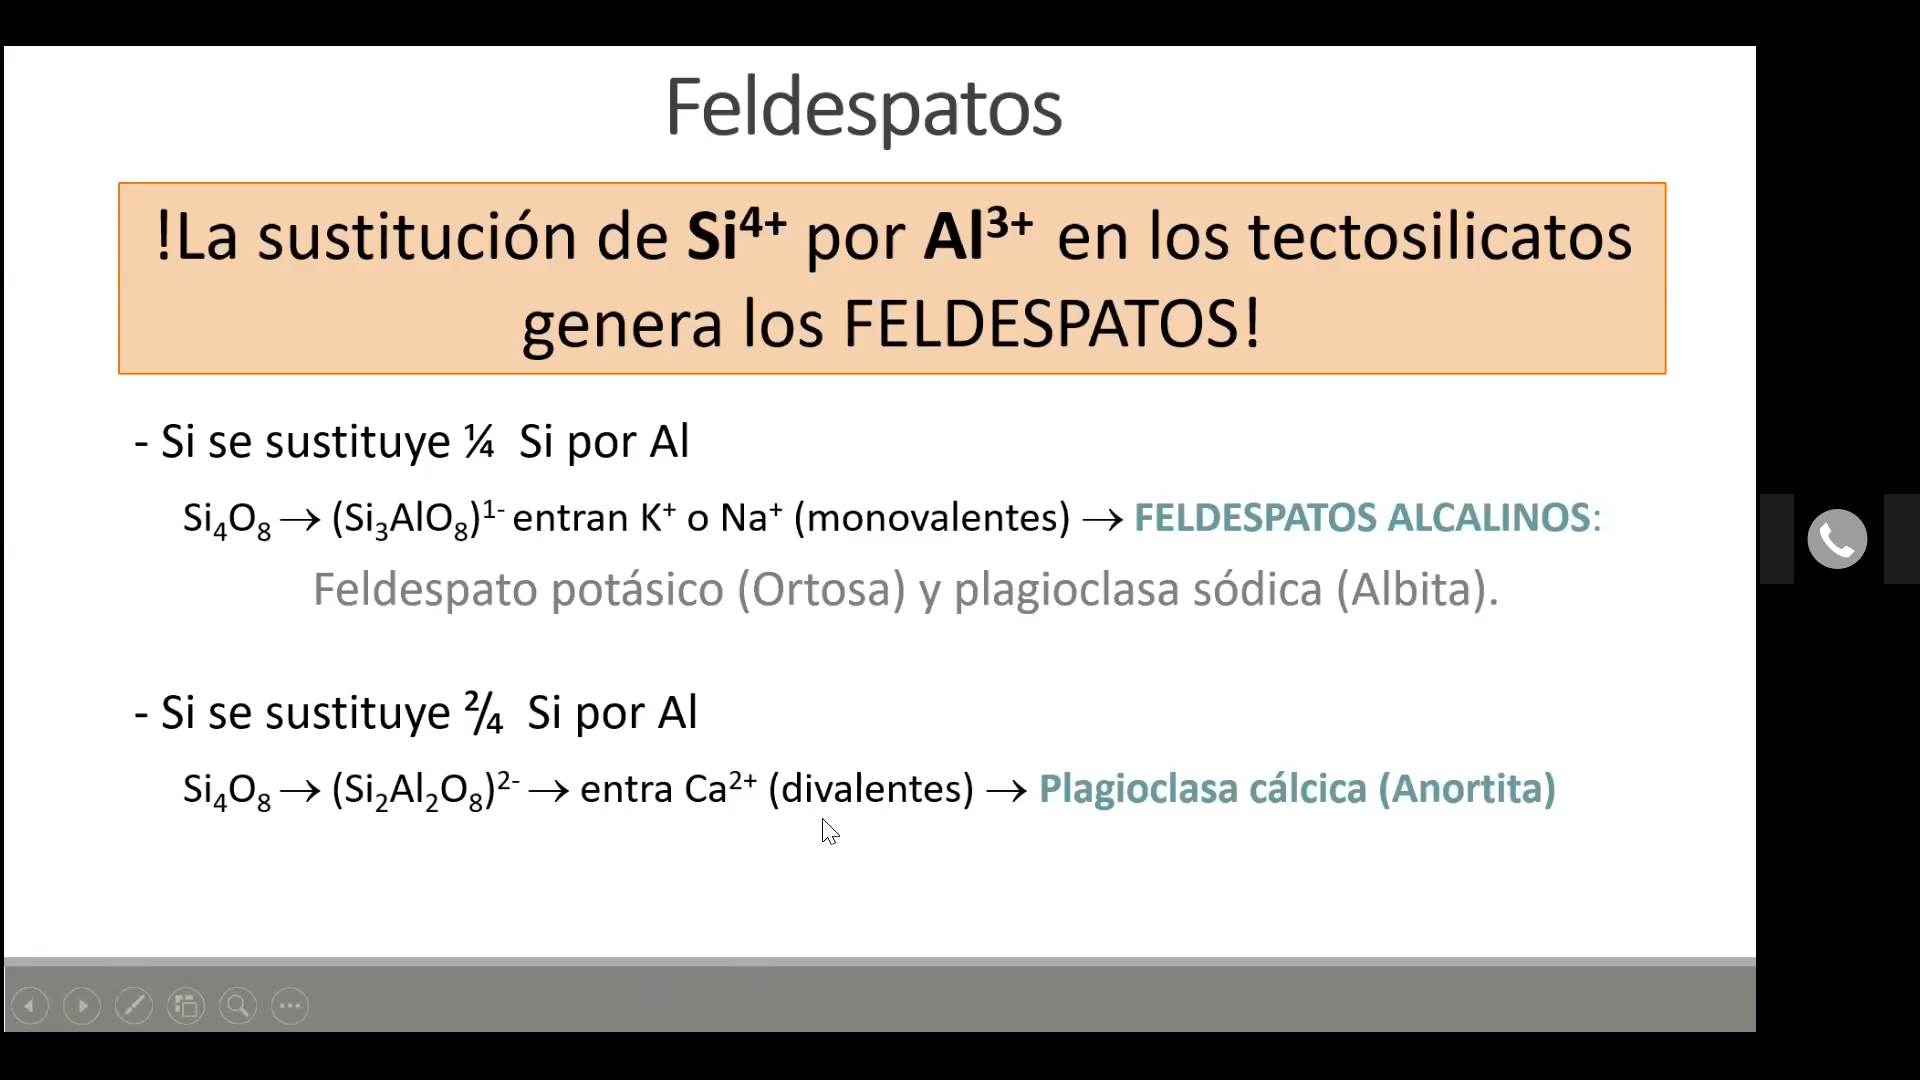 Feldespatos
!La sustitución de Si⁴⁺ por Al³⁺ en los tectosilicatos
genera los FELDESPATOS!
- Si se sustituye ¼ Si por Al
Si₄O₈ → (Si₃AlO₈)¹⁻ entran K⁺ o Na⁺ (monovalentes) → FELDESPATOS ALCALINOS:
Feldespato potásico (Ortosa) y plagioclasa sódica (Albita).
- Si se sustituye ²⁄₄ Si por Al
Si₄O₈ → (Si₂Al₂O₈)²⁻ → entra Ca²⁺ (divalentes) → Plagioclasa cálcica (Anortita)